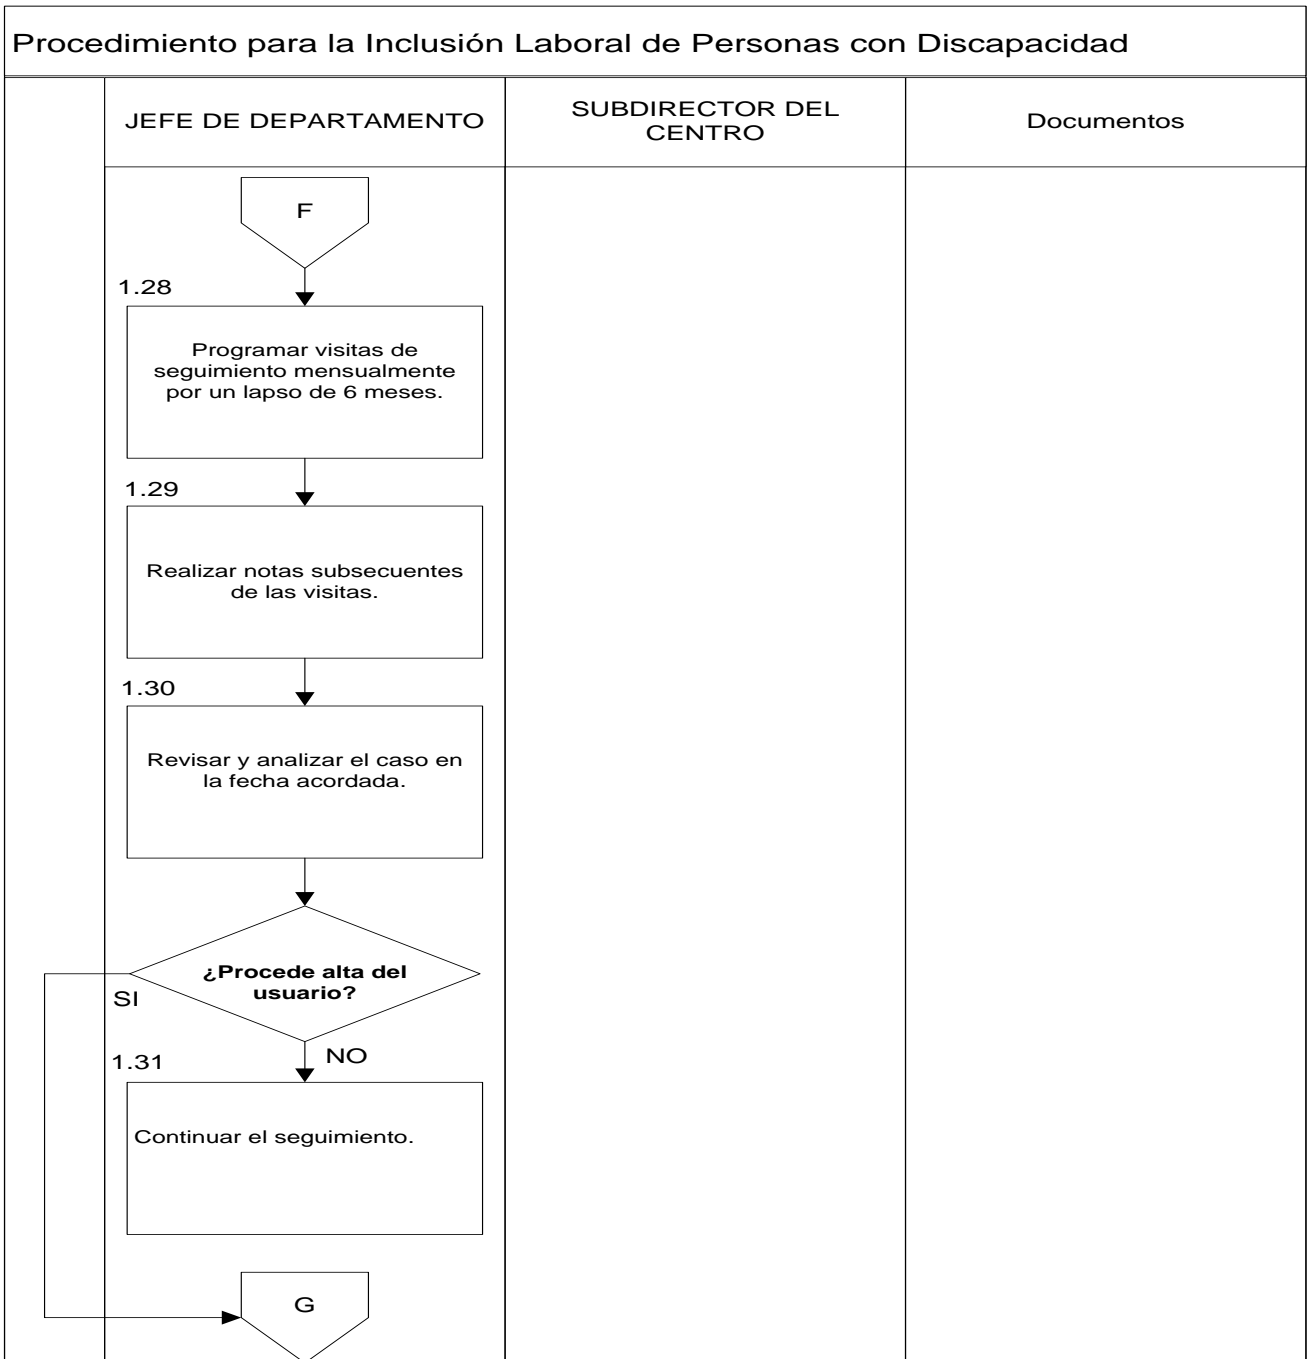 Procedimiento para la Inclusión Laboral de Personas con Discapacidad
JEFE DE DEPARTAMENTO
SUBDIRECTOR DEL
CENTRO
Documentos
F
1.28
Programar visitas de
seguimiento mensualmente
por un lapso de 6 meses.
1.29
Realizar notas subsecuentes
de las visitas.
1.30
Revisar y analizar el caso en
la fecha acordada.
¿Procede alta del
usuario?
SI
NO
1.31
Continuar el seguimiento.
G